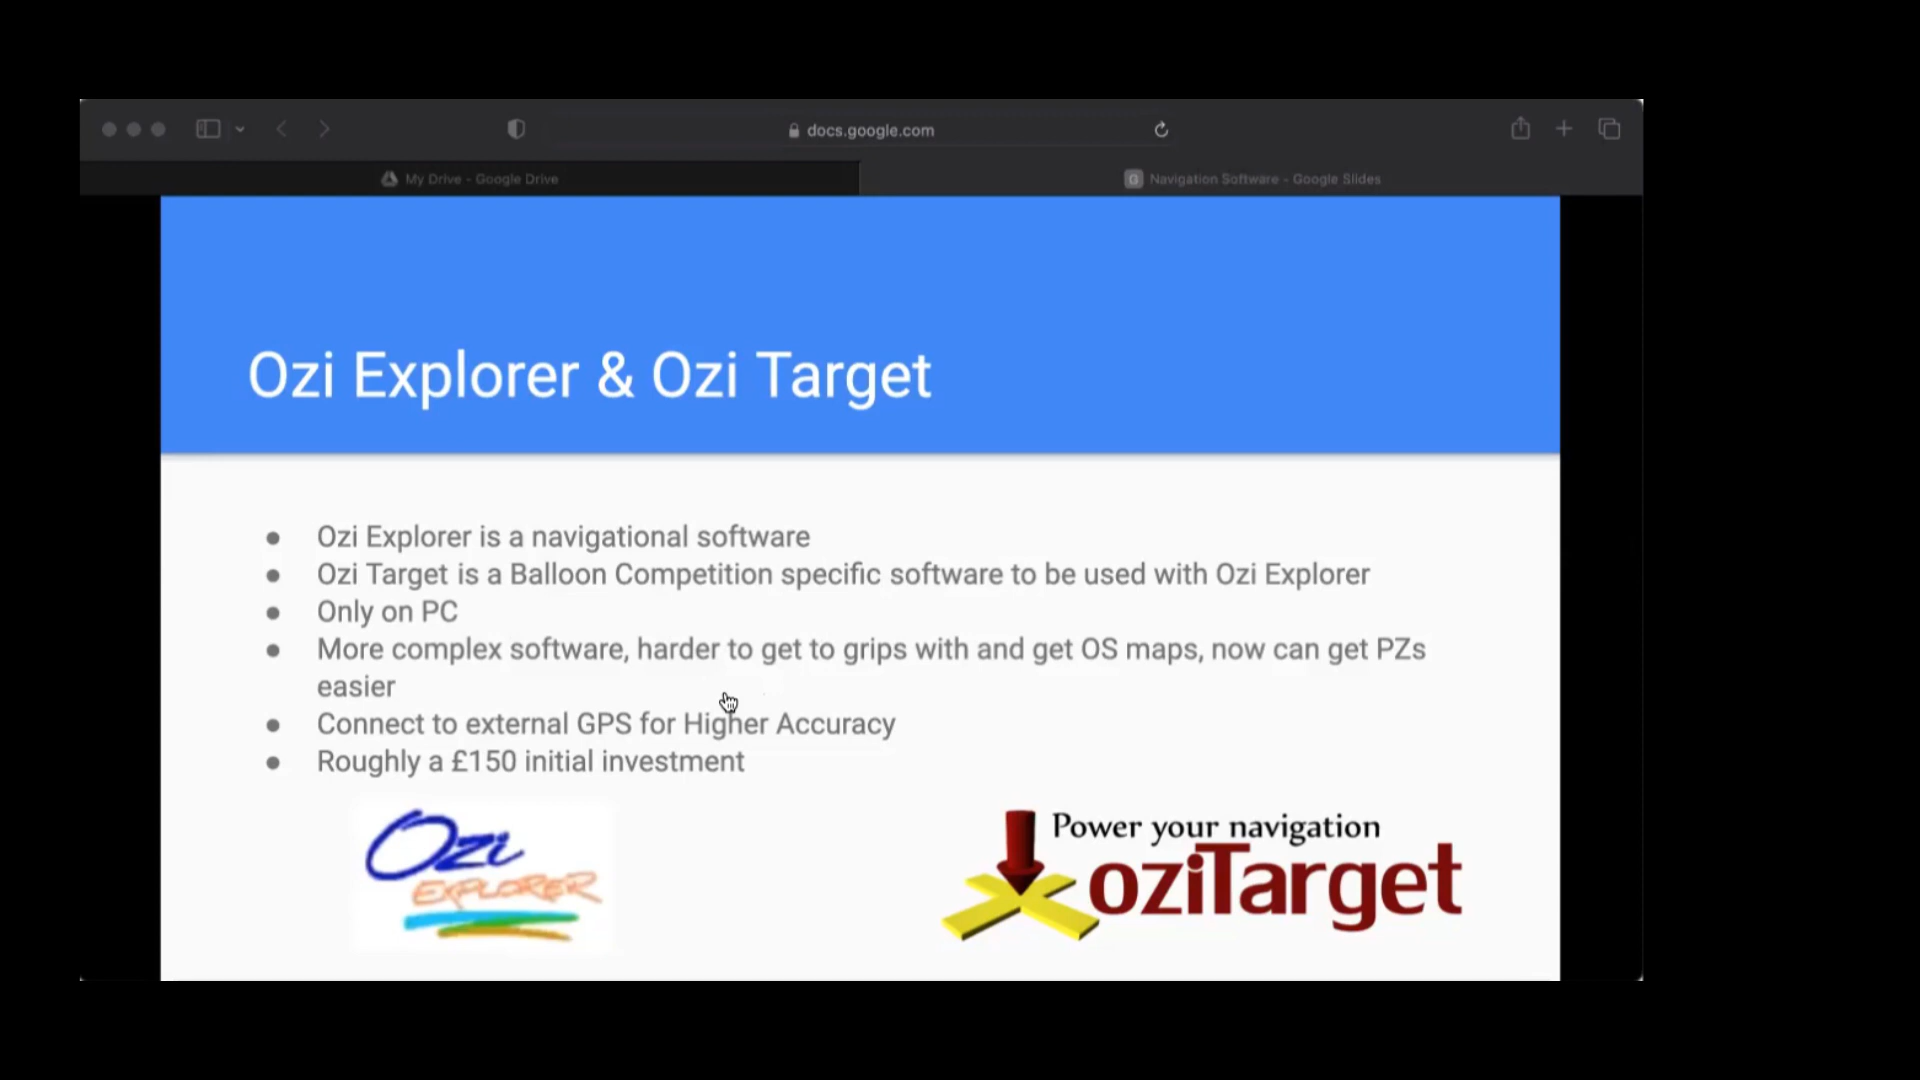 docs.google.com
My Drive - Google Drive
Navigation Software - Google Slides
Ozi Explorer & Ozi Target
Ozi Explorer is a navigational software
Ozi Target is a Balloon Competition specific software to be used with Ozi Explorer
Only on PC
More complex software, harder to get to grips with and get OS maps, now can get PZs
easier
Connect to external GPS for Higher Accuracy
Roughly a £150 initial investment
Ozi
EXPLORER
Power your navigation
oziTarget